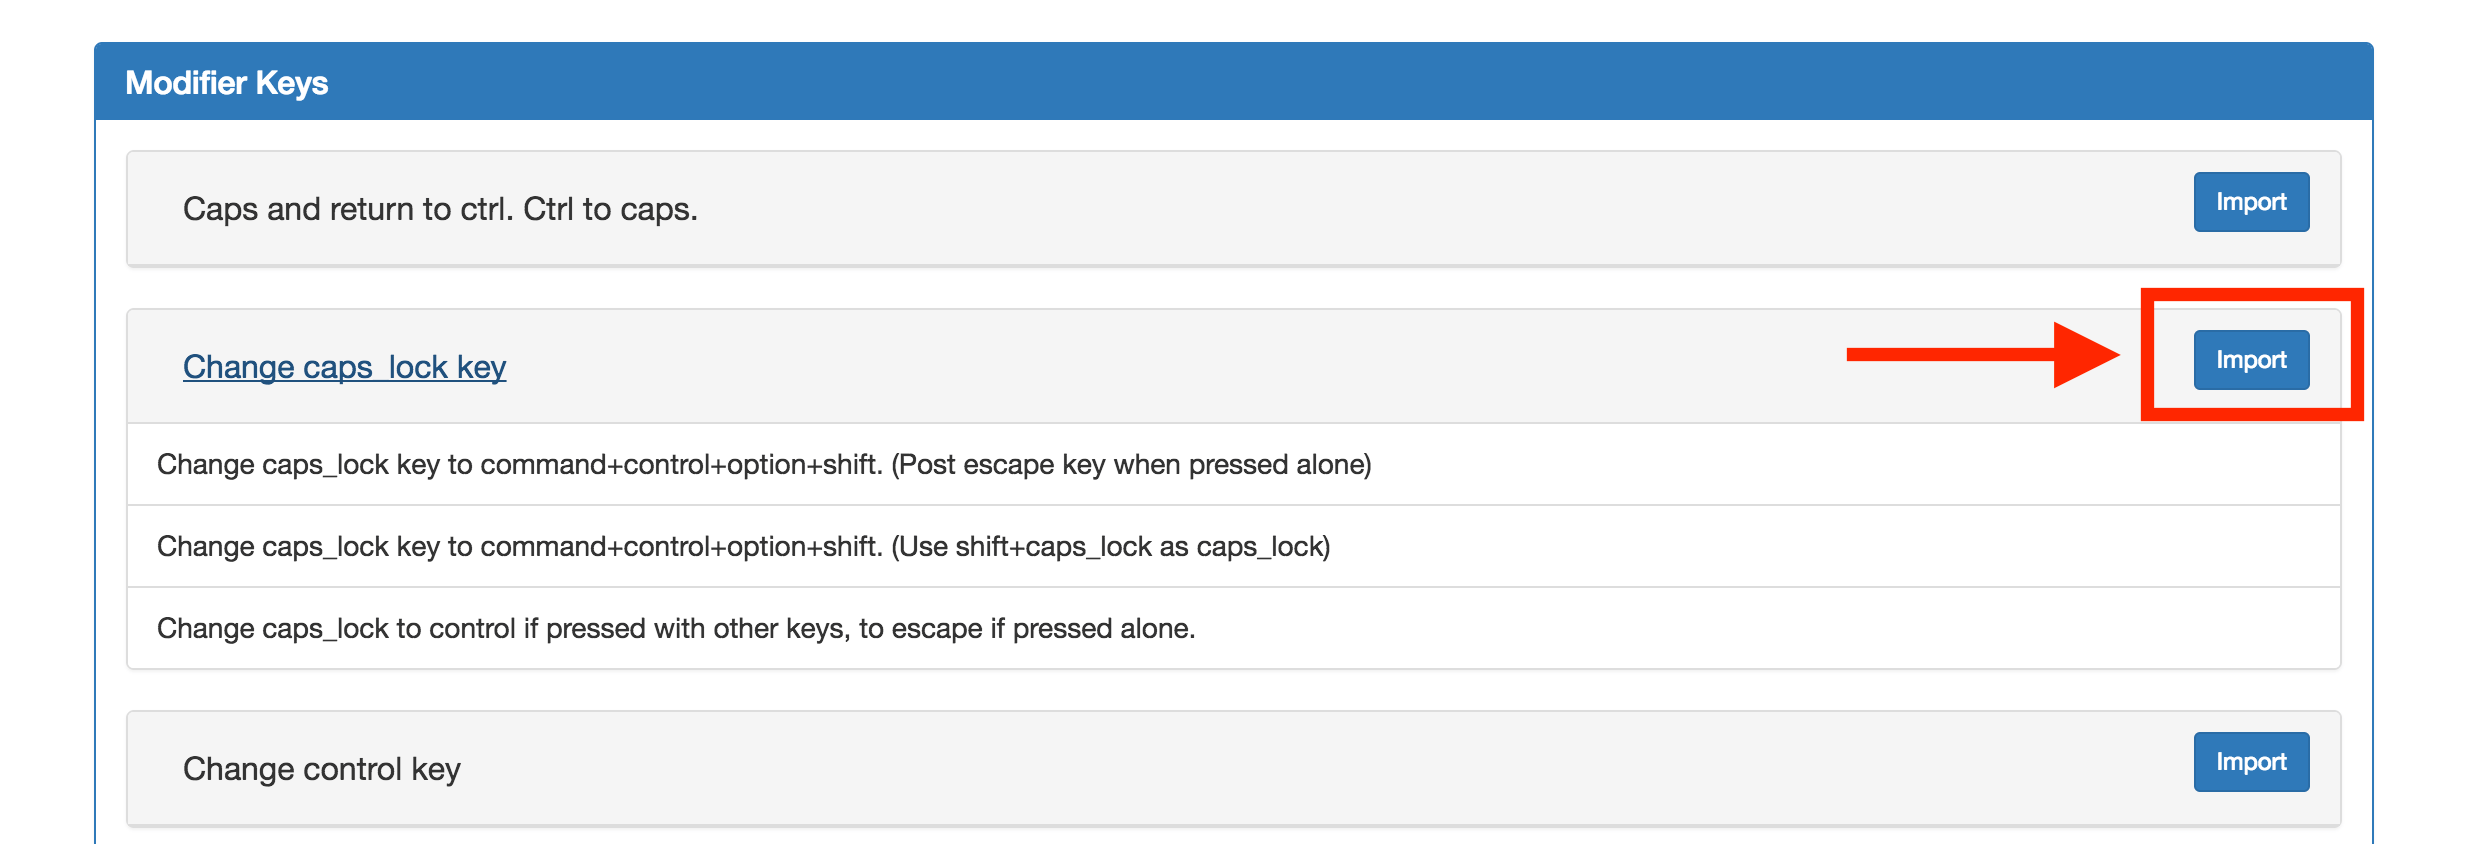 Modifier Keys
Caps and return to ctrl. Ctrl to caps.
Import
Change caps_lock key
Import
Change caps_lock key to command+control+option+shift. (Post escape key when pressed alone)
Change caps_lock key to command+control+option+shift. (Use shift+caps_lock as caps_lock)
Change caps_lock to control if pressed with other keys, to escape if pressed alone.
Change control key
Import